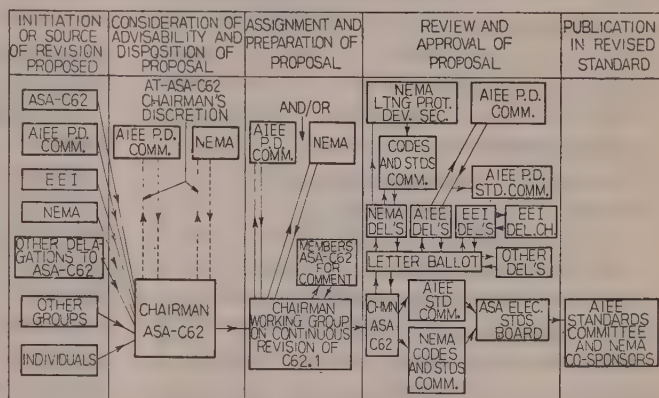 INITIATION
OR SOURCE
OF REVISION
PROPOSED
CONSIDERATION OF
ADVISABILITY AND
DISPOSITION OF
PROPOSAL
ASSIGNMENT AND
PREPARATION OF
PROPOSAL
REVIEW AND
APPROVAL OF
PROPOSAL
PUBLICATION
IN REVISED
STANDARD
ASA-C62
AIEE P.D.
COMM.
EEI
NEMA
OTHER DELA-
GATIONS TO
ASA-C62
OTHER
GROUPS
INDIVIDUALS
AT-ASA-C62
CHAIRMAN'S
DISCRETION
AIEE P.D.
COMM.
NEMA
CHAIRMAN
ASA-C62
AND/OR
AIEE P.D.
COMM.
NEMA
MEMBERS
ASA-C62
FOR
COMMENT
CHAIRMAN
WORKING GROUP
ON CONTINUOUS
REVISION OF
C62.1
NEMA
LTNG PROT.
DEV. SEC.
AIEE P.D.
COMM.
CODES
AND STDS
COMM.
AIEE P.D.
STD. COMM.
NEMA
DEL'S
AIEE
DEL'S
EEI
DEL'S
EEI
DEL.CH.
LETTER BALLOT
OTHER
DEL'S
CHMN
ASA
C62
AIEE
STD
COMM.
NEMA
CODES
AND STDS
COMM.
ASA ELEC.
STDS
BOARD
AIEE
STANDARDS
COMMITTEE
AND NEMA
CO-SPONSORS